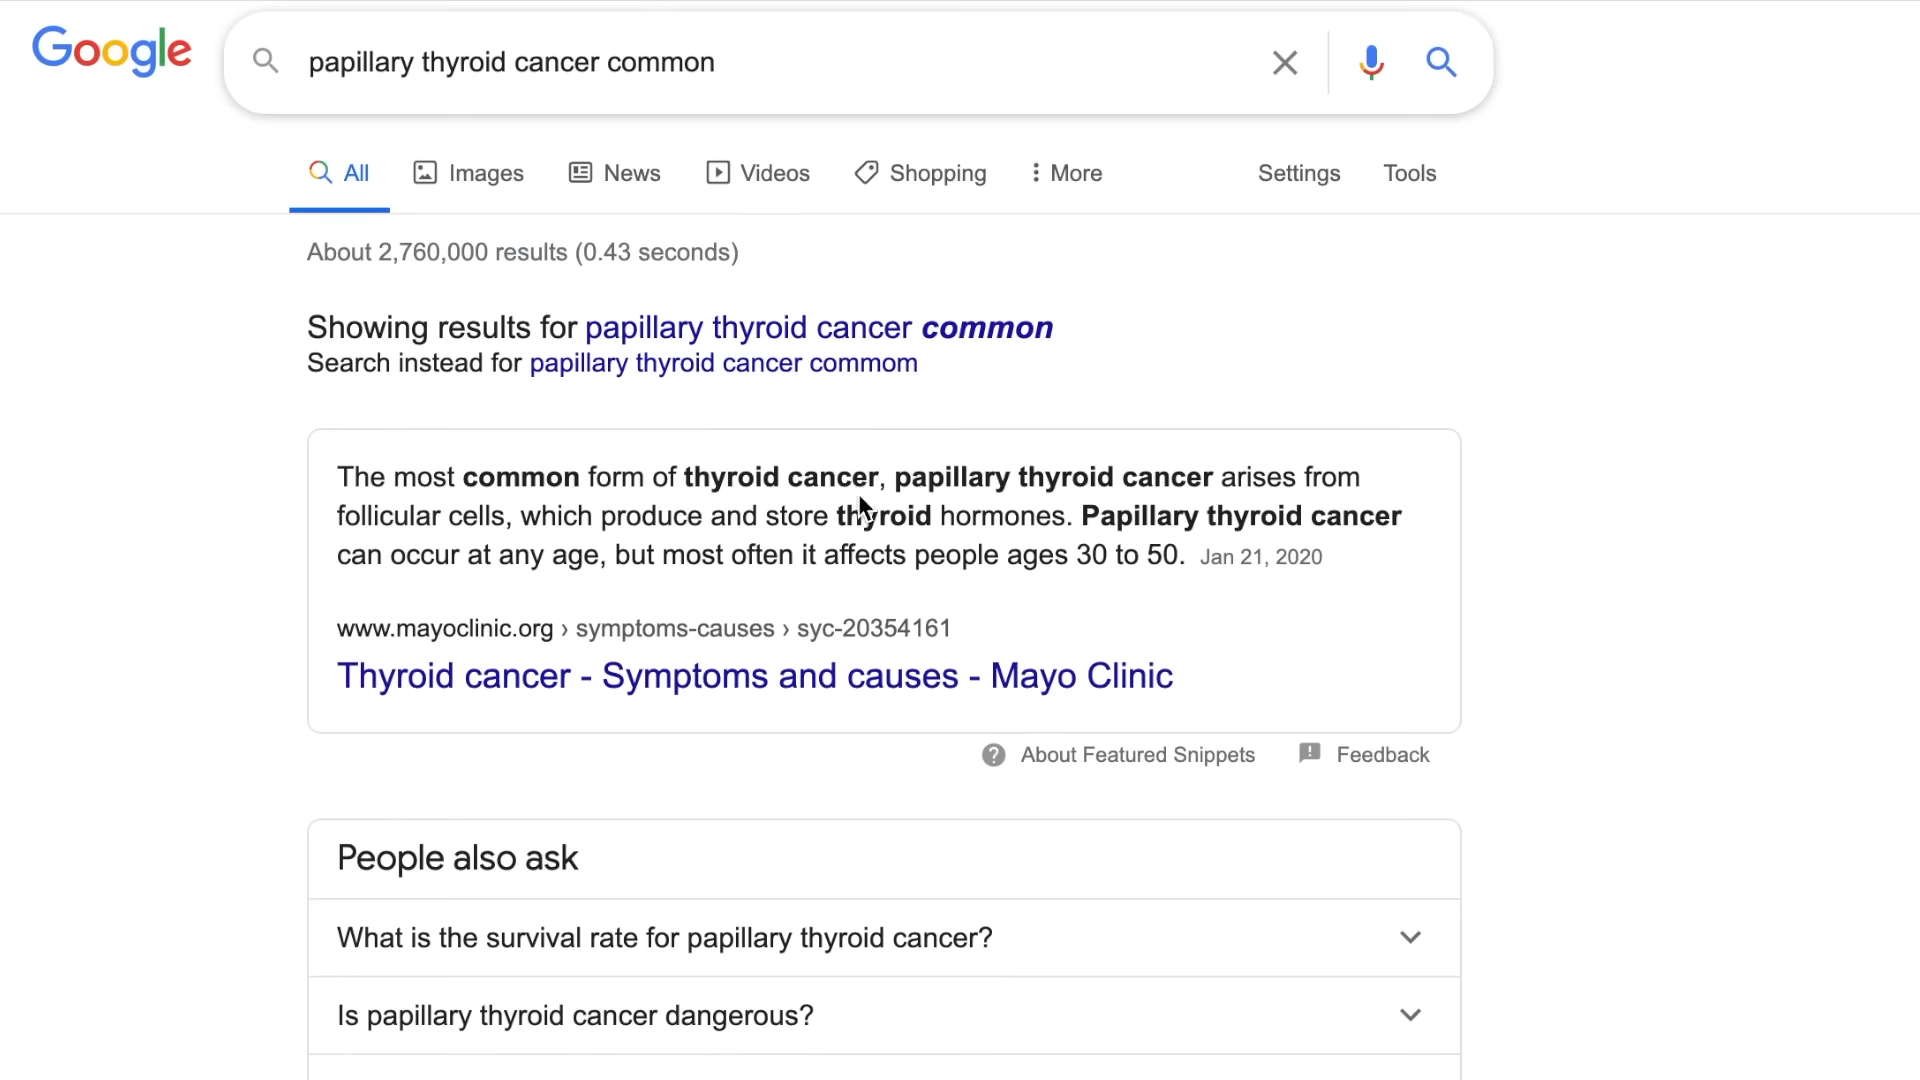 Google
papillary thyroid cancer common
All Images News Videos Shopping More Settings Tools
About 2,760,000 results (0.43 seconds)
Showing results for papillary thyroid cancer common
Search instead for papillary thyroid cancer commom
The most common form of thyroid cancer, papillary thyroid cancer arises from
follicular cells, which produce and store thyroid hormones. Papillary thyroid cancer
can occur at any age, but most often it affects people ages 30 to 50. Jan 21, 2020
www.mayoclinic.org › symptoms-causes › syc-20354161
Thyroid cancer - Symptoms and causes - Mayo Clinic
About Featured Snippets Feedback
People also ask
What is the survival rate for papillary thyroid cancer?
Is papillary thyroid cancer dangerous?